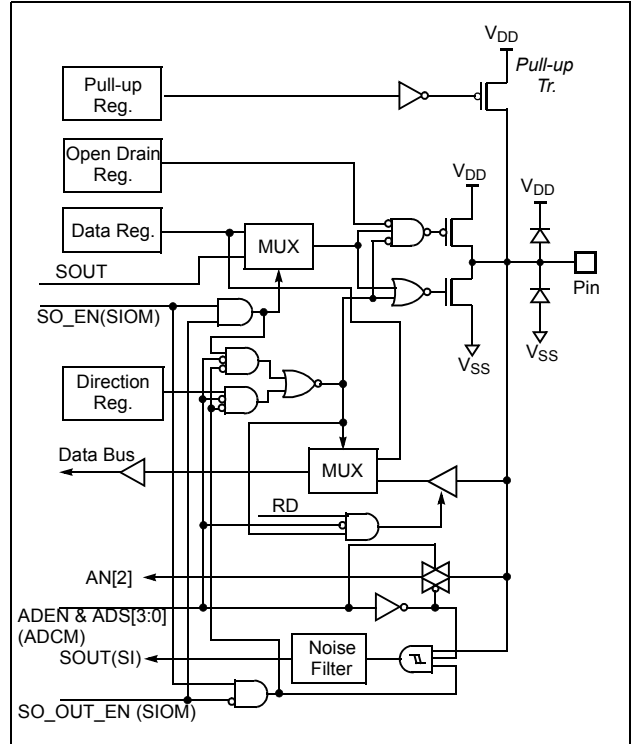 VDD
Pull-up
Tr.
Pull-up
Reg.
Open Drain
Reg.
VDD
VDD
Data Reg.
MUX
SOUT
Pin
SO_EN(SIOM)
VSS
VSS
Direction
Reg.
Data Bus
MUX
RD
AN[2]
ADEN & ADS[3:0]
(ADCM)
Noise
Filter
SOUT(SI)
SO_OUT_EN (SIOM)